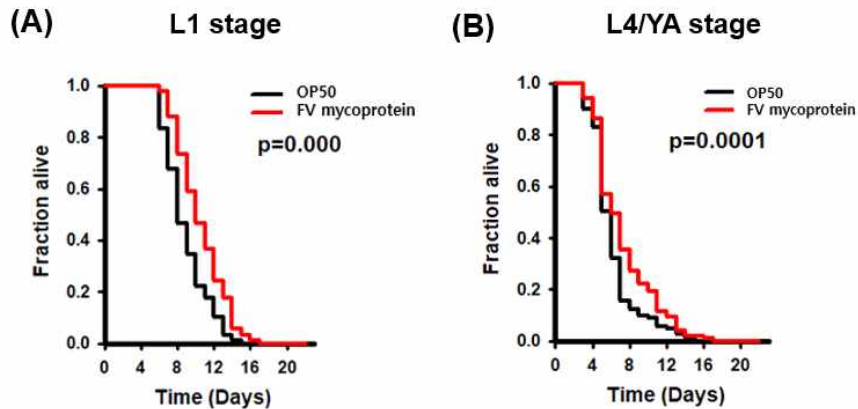 (A) L1 stage
1.0
0.8
0.6
0.4
0.2
0.0
Fraction alive
OP50
FV mycoprotein
p=0.000
0 4 8 12 16 20
Time (Days)
(B) L4/YA stage
1.0
0.8
0.6
0.4
0.2
0.0
Fraction alive
OP50
FV mycoprotein
p=0.0001
0 4 8 12 16 20
Time (Days)